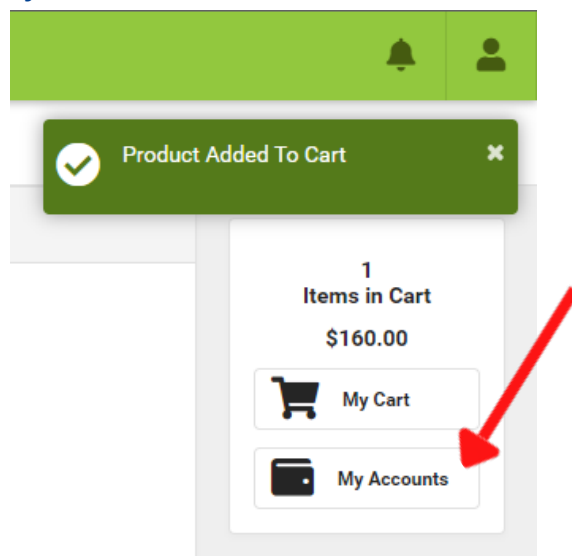 Product Added To Cart
1
Items in Cart
$160.00
My Cart
My Accounts